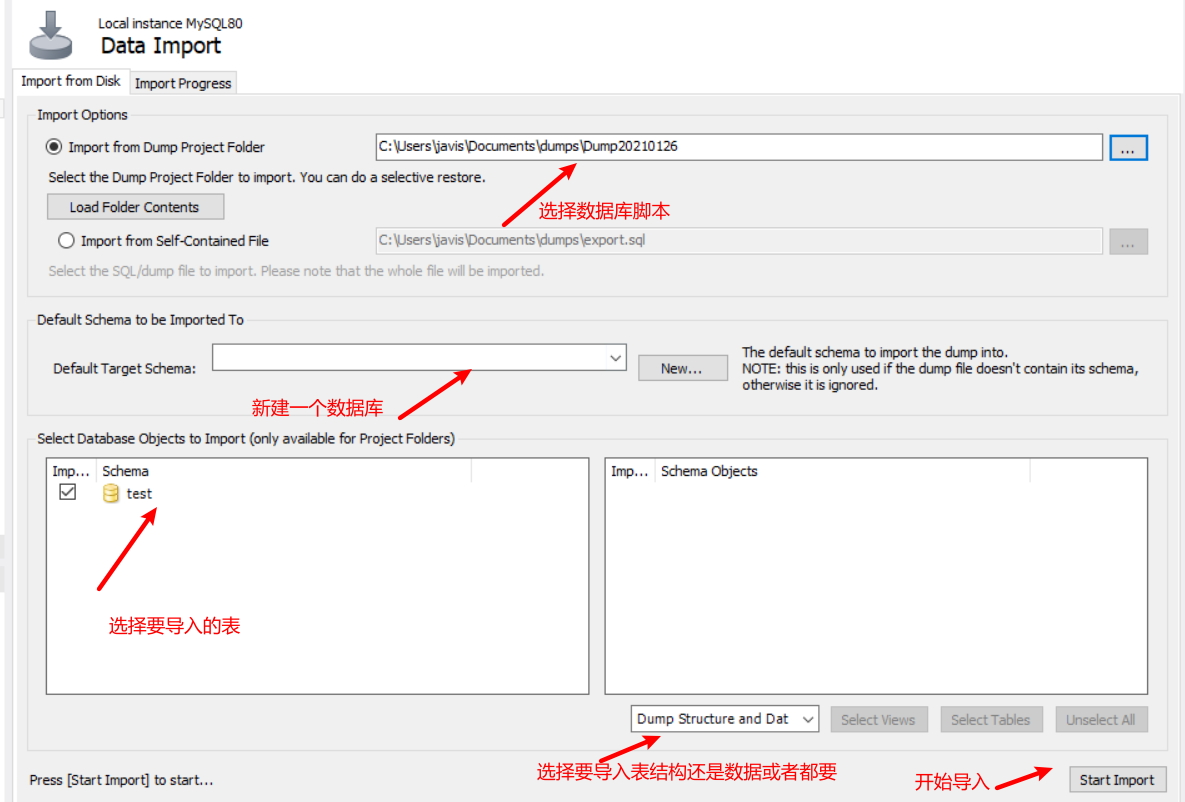 Local instance MySQL80
Data Import
Import from Disk
Import Progress
Import Options
Import from Dump Project Folder
C:\Users\javis\Documents\dumps\Dump20210126
...
Select the Dump Project Folder to import. You can do a selective restore.
Load Folder Contents
选择数据库脚本
Import from Self-Contained File
C:\Users\javis\Documents\dumps\export.sql
...
Select the SQL/dump file to import. Please note that the whole file will be imported.
Default Schema to be Imported To
Default Target Schema:
New...
The default schema to import the dump into.
NOTE: this is only used if the dump file doesn't contain its schema,
otherwise it is ignored.
新建一个数据库
Select Database Objects to Import (only available for Project Folders)
Imp...
Schema
Imp...
Schema Objects
test
选择要导入的表
Dump Structure and Dat
Select Views
Select Tables
Unselect All
选择要导入表结构还是数据或者都要
Press [Start Import] to start...
开始导入
Start Import